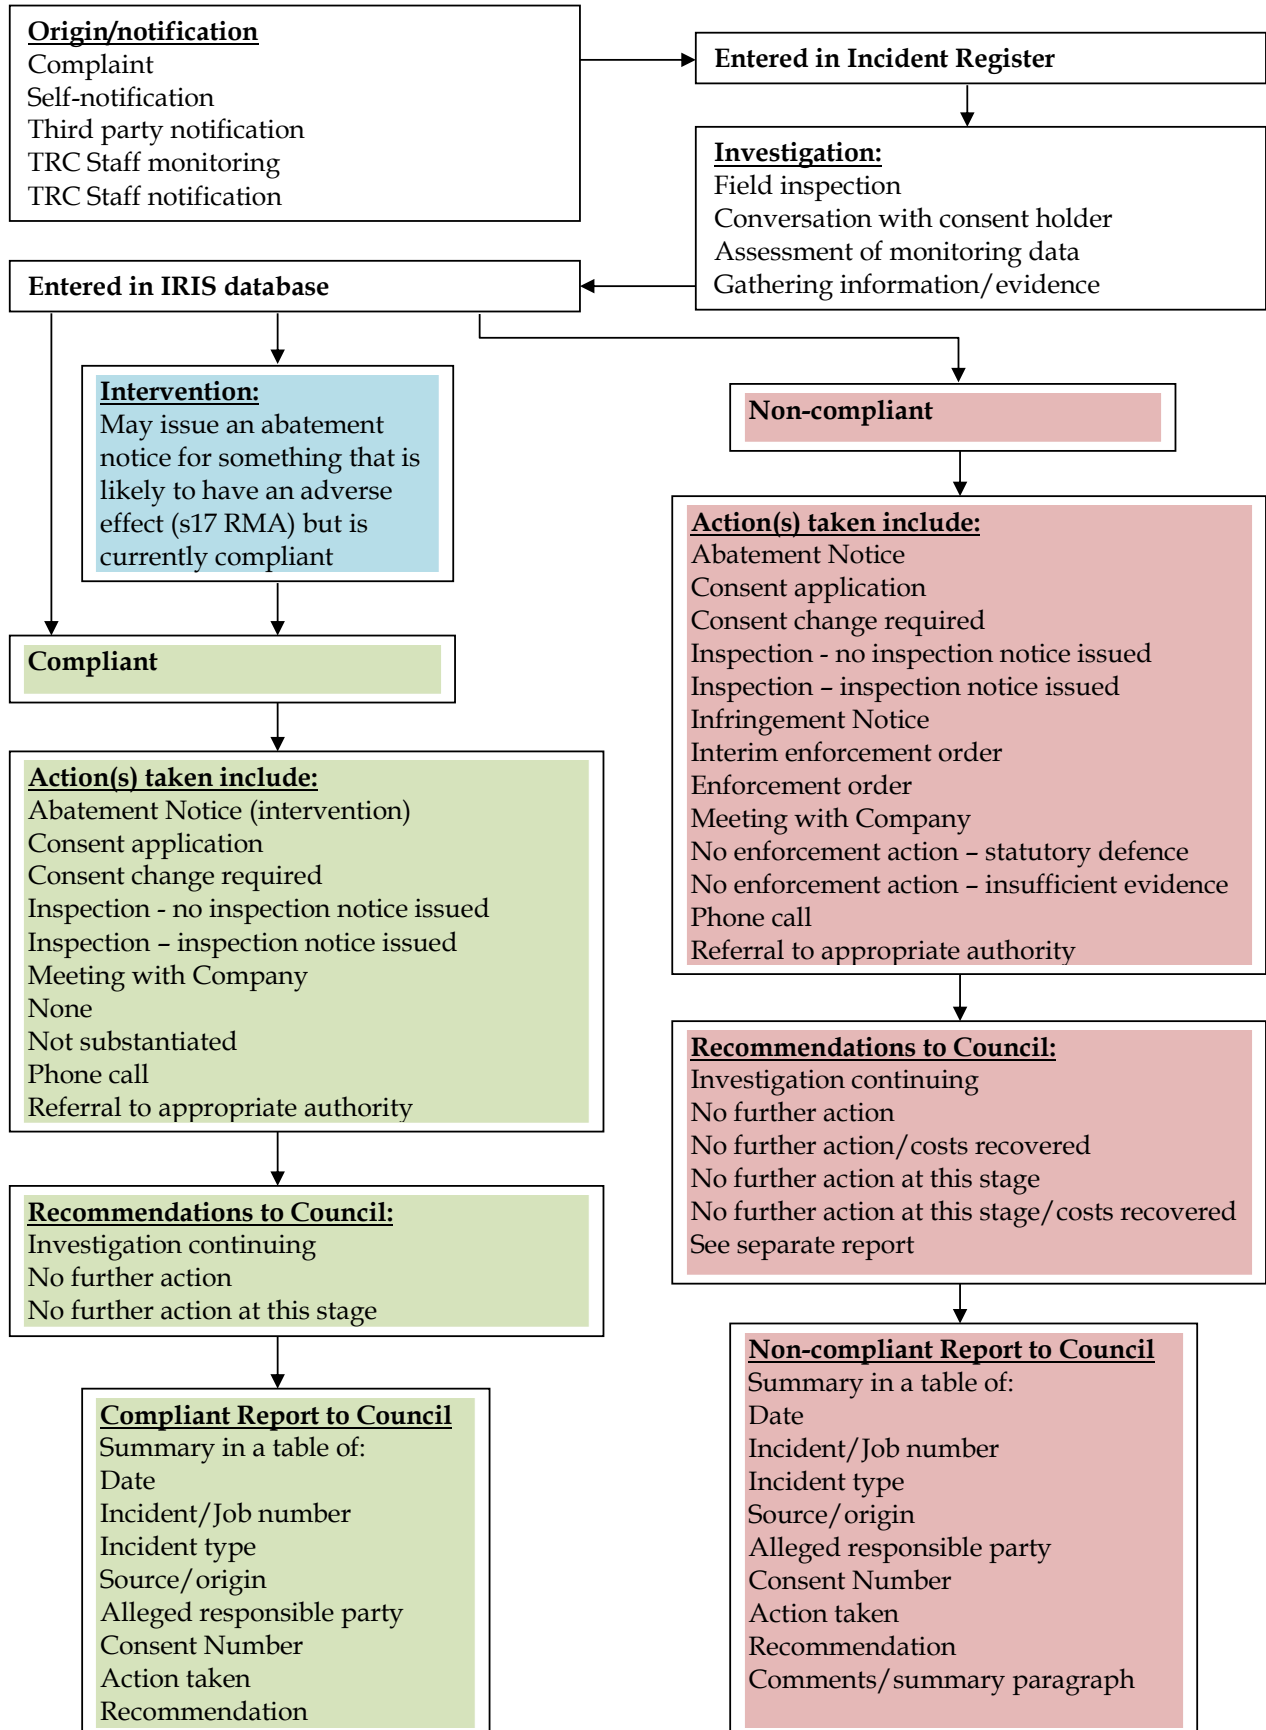 Origin/notification
Complaint
Self-notification
Third party notification
TRC Staff monitoring
TRC Staff notification
Entered in Incident Register
Investigation:
Field inspection
Conversation with consent holder
Assessment of monitoring data
Gathering information/evidence
Entered in IRIS database
Intervention:
May issue an abatement
notice for something that is
likely to have an adverse
effect (s17 RMA) but is
currently compliant
Compliant
Action(s) taken include:
Abatement Notice (intervention)
Consent application
Consent change required
Inspection - no inspection notice issued
Inspection – inspection notice issued
Meeting with Company
None
Not substantiated
Phone call
Referral to appropriate authority
Recommendations to Council:
Investigation continuing
No further action
No further action at this stage
Compliant Report to Council
Summary in a table of:
Date
Incident/Job number
Incident type
Source/origin
Alleged responsible party
Consent Number
Action taken
Recommendation
Non-compliant
Action(s) taken include:
Abatement Notice
Consent application
Consent change required
Inspection - no inspection notice issued
Inspection – inspection notice issued
Infringement Notice
Interim enforcement order
Enforcement order
Meeting with Company
No enforcement action – statutory defence
No enforcement action – insufficient evidence
Phone call
Referral to appropriate authority
Recommendations to Council:
Investigation continuing
No further action
No further action/costs recovered
No further action at this stage
No further action at this stage/costs recovered
See separate report
Non-compliant Report to Council
Summary in a table of:
Date
Incident/Job number
Incident type
Source/origin
Alleged responsible party
Consent Number
Action taken
Recommendation
Comments/summary paragraph